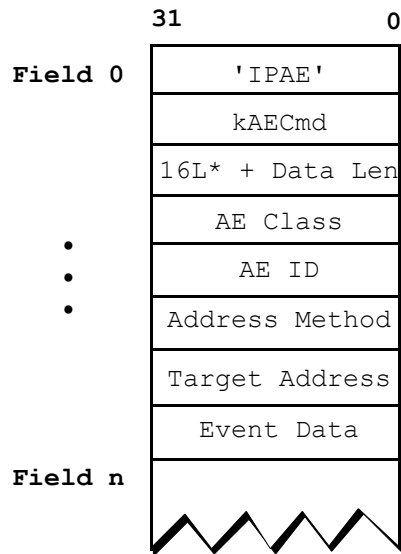 31 0
Field 0 'IPAE'
kAECmd
16L* + Data Len
AE Class
AE ID
Address Method
Target Address
Event Data
Field n